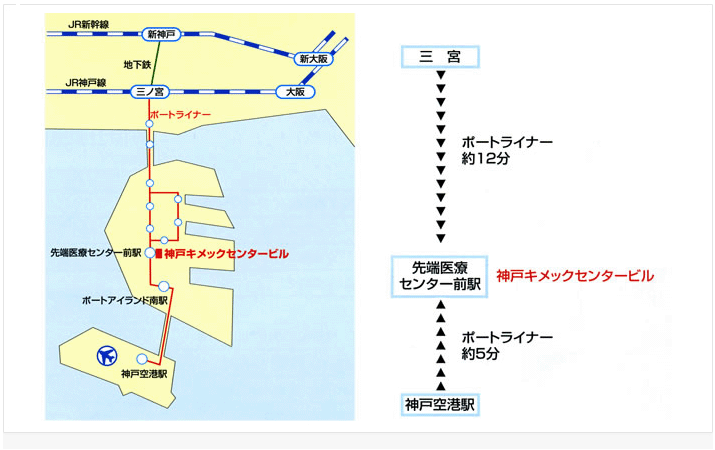 JR新幹線
新神戸
地下鉄
新大阪
JR神戸線
三ノ宮
大阪
ポートライナー
先端医療センター前駅
神戸キメックセンタービル
ポートアイランド南駅
神戸空港駅
三 宮
ポートライナー
約12分
先端医療
センター前駅
神戸キメックセンタービル
ポートライナー
約5分
神戸空港駅